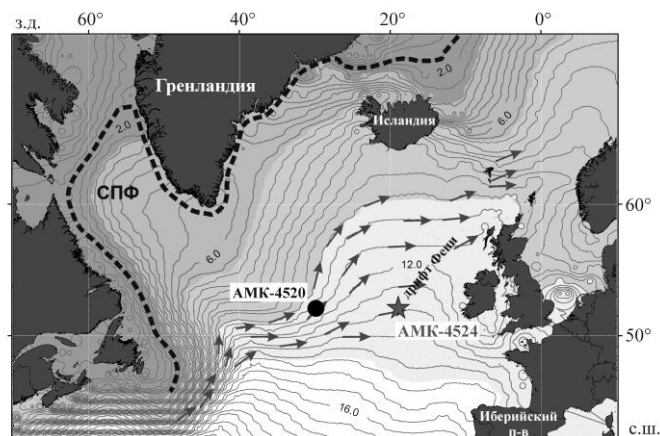 з.д. 60° 40° 20° 0°
2.0
Гренландия
6.0
Исландия
2.0
СПФ
60°
6.0
дрифт Фени
12.0
АМК-4520
АМК-4524
50°
16.0
Иберийский
п-в
с.ш.